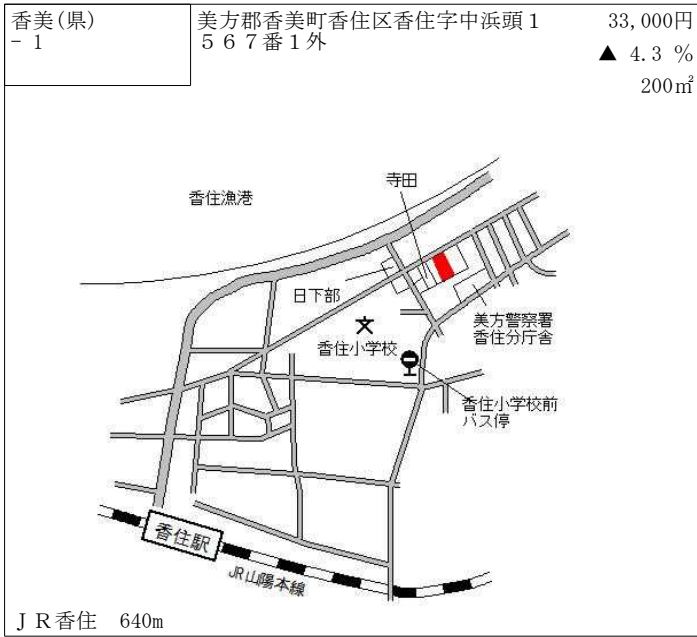 香美(県)
- 1
美方郡香美町香住区香住字中浜頭１
５６７番１外
33,000円
▲ 4.3 %
200㎡
寺田
香住漁港
日下部
美方警察署
香住分庁舎
香住小学校
香住小学校前
バス停
香住駅
JR山陽本線
ＪＲ香住 640m